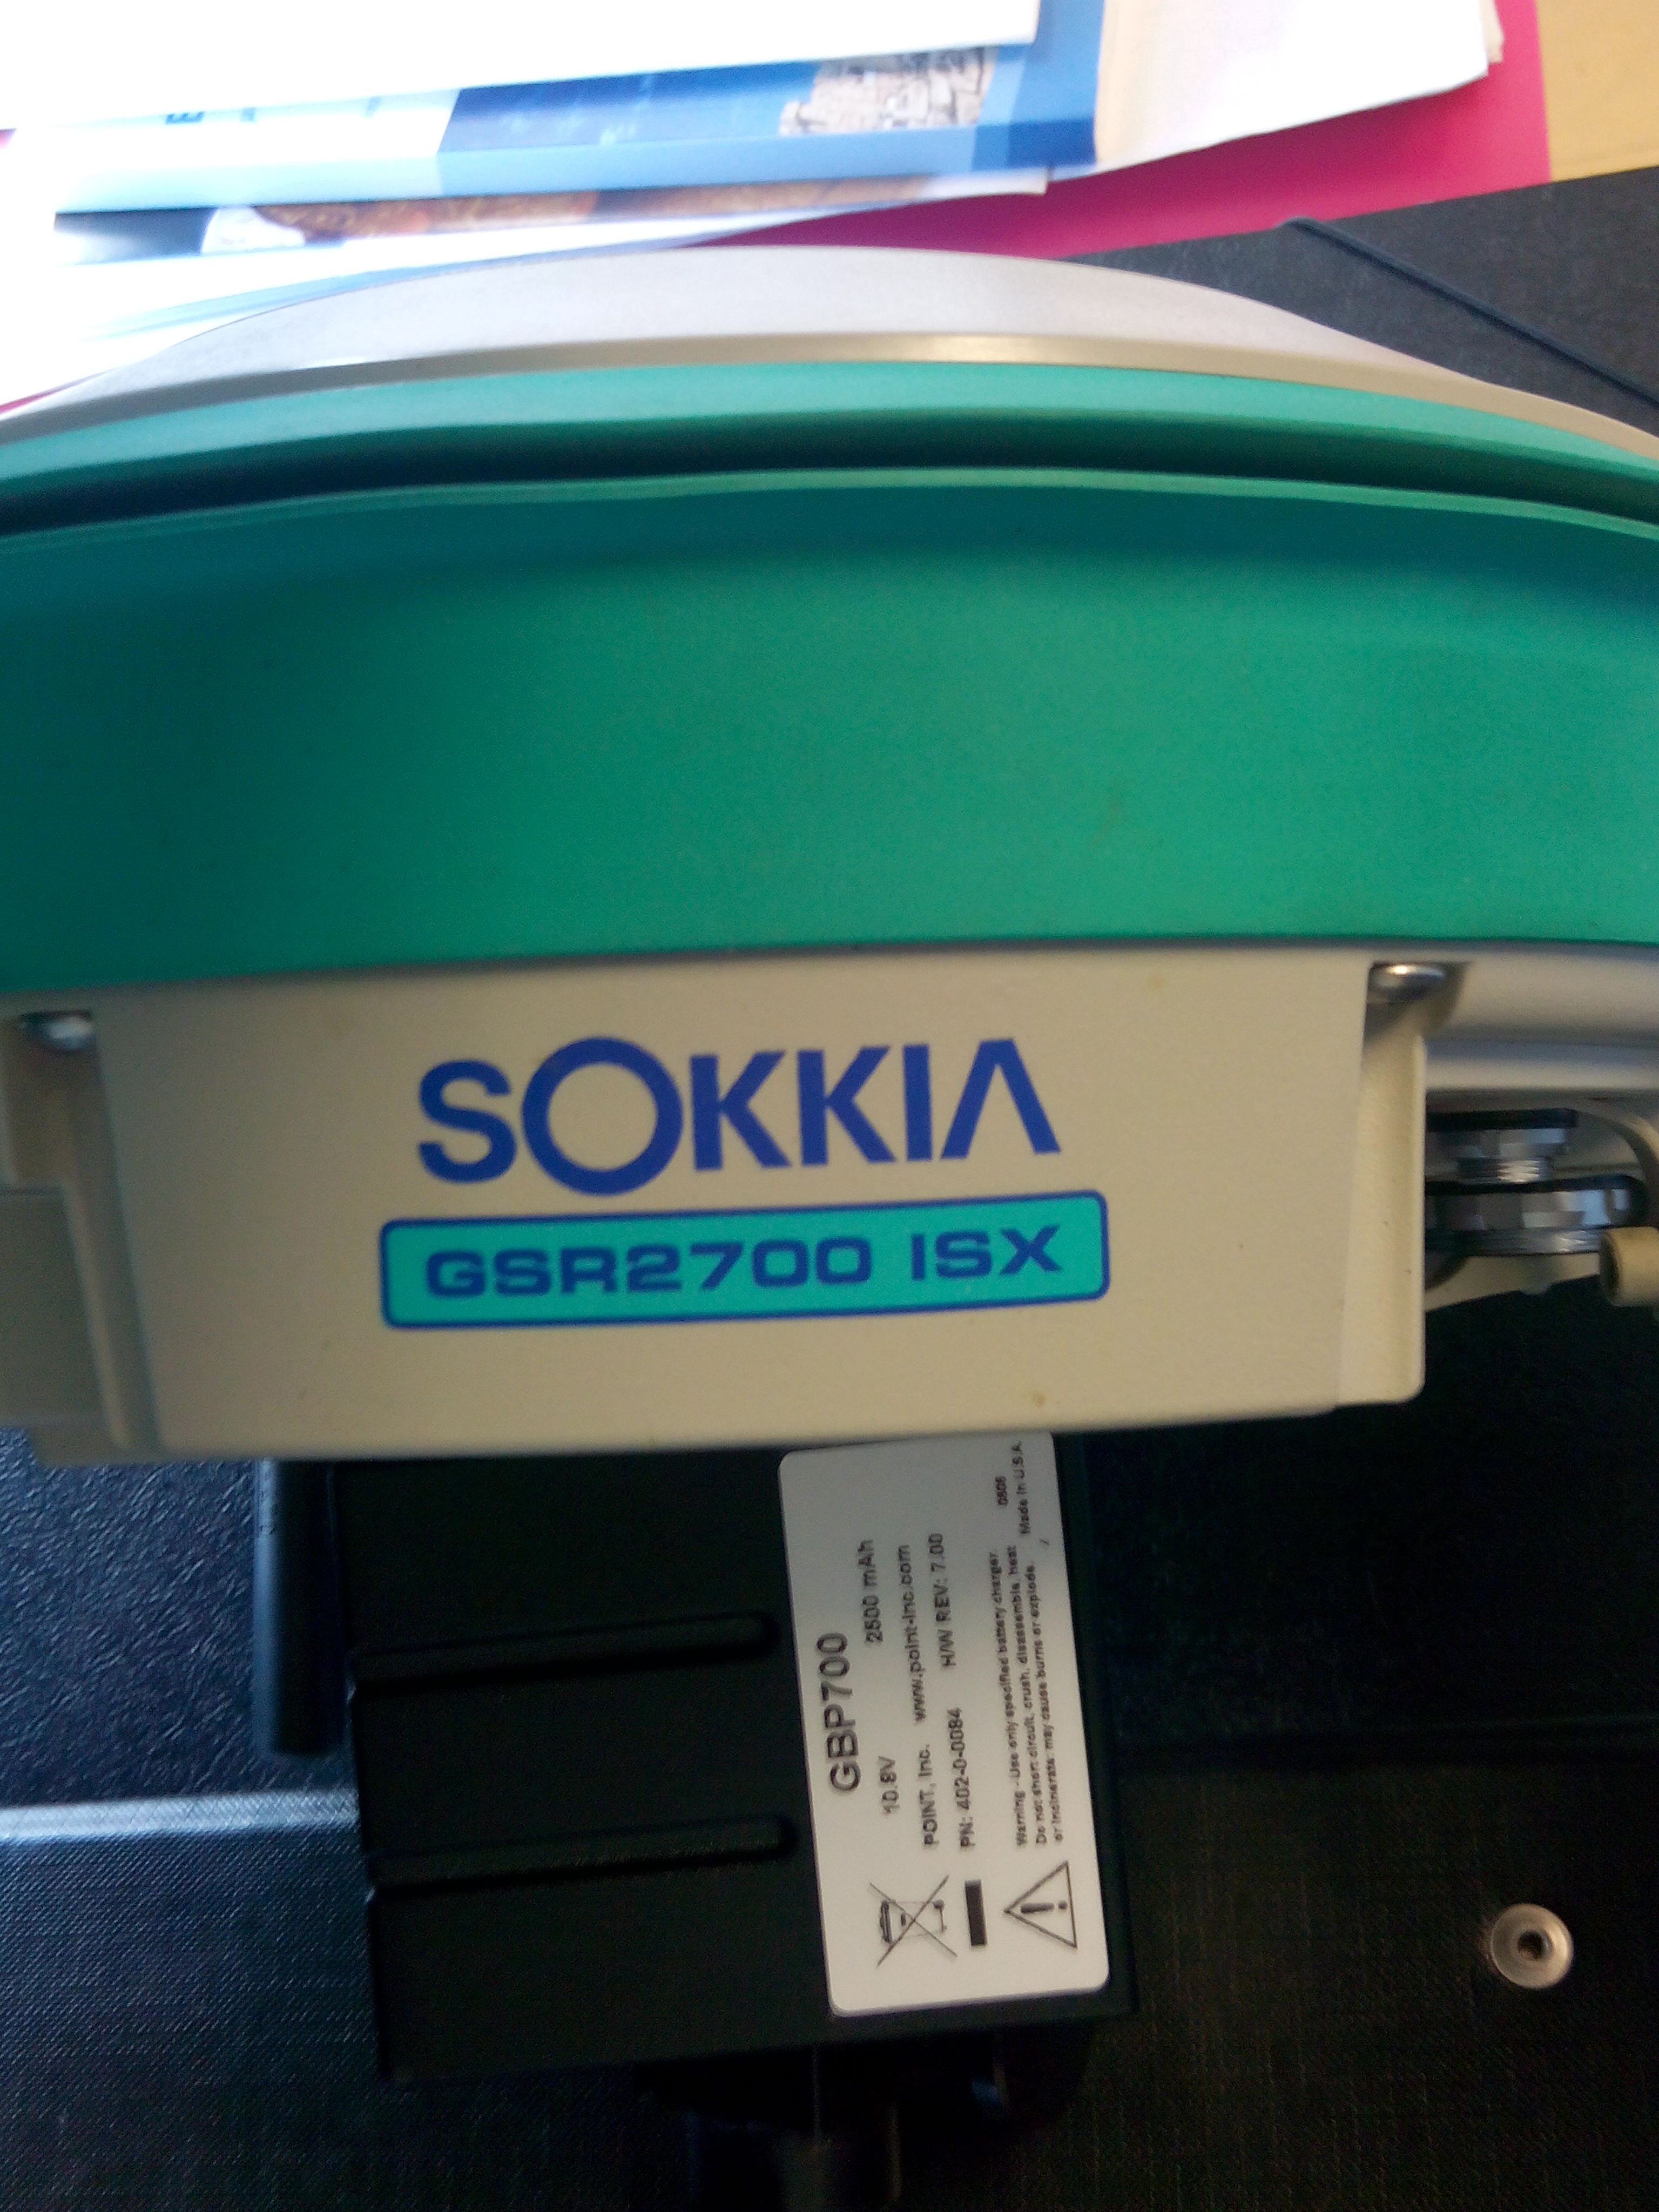 SOKKIA
GSR2700 ISX
GBP700
10.8V 2500 mAh
POINT, Inc. www.point-inc.com
PN: 402-0-0084 H/W REV: 7.00
Warning - Use only specified battery charger.
Do not short circuit, crush, disassemble, heat
or incinerate: may cause burns or explode.
Made in U.S.A.